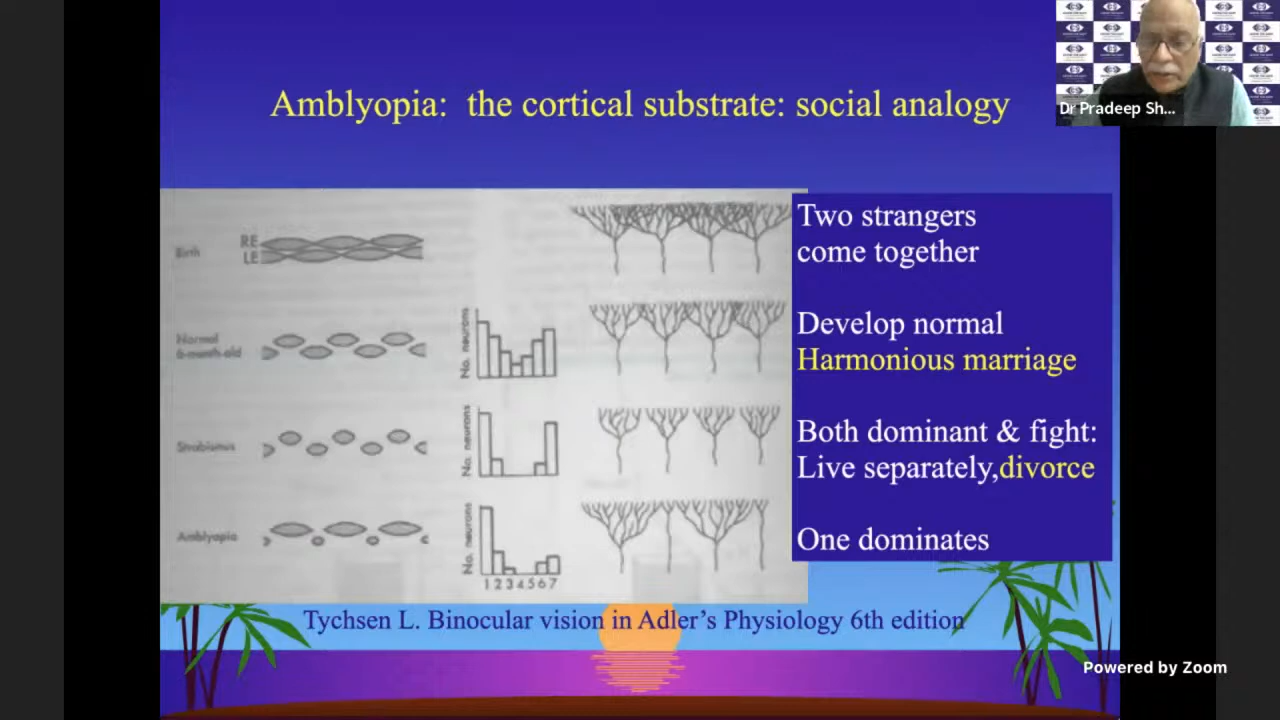 Amblyopia: the cortical substrate: social analogy
Dr Pradeep Sh...
Birth
RE
LE
Normal
6-month-old
No. neurons
Strabismus
No. neurons
Amblyopia
No. neurons
1 2 3 4 5 6 7
Two strangers
come together
Develop normal
Harmonious marriage
Both dominant & fight:
Live separately,divorce
One dominates
Tychsen L. Binocular vision in Adler's Physiology 6th edition
Powered by Zoom